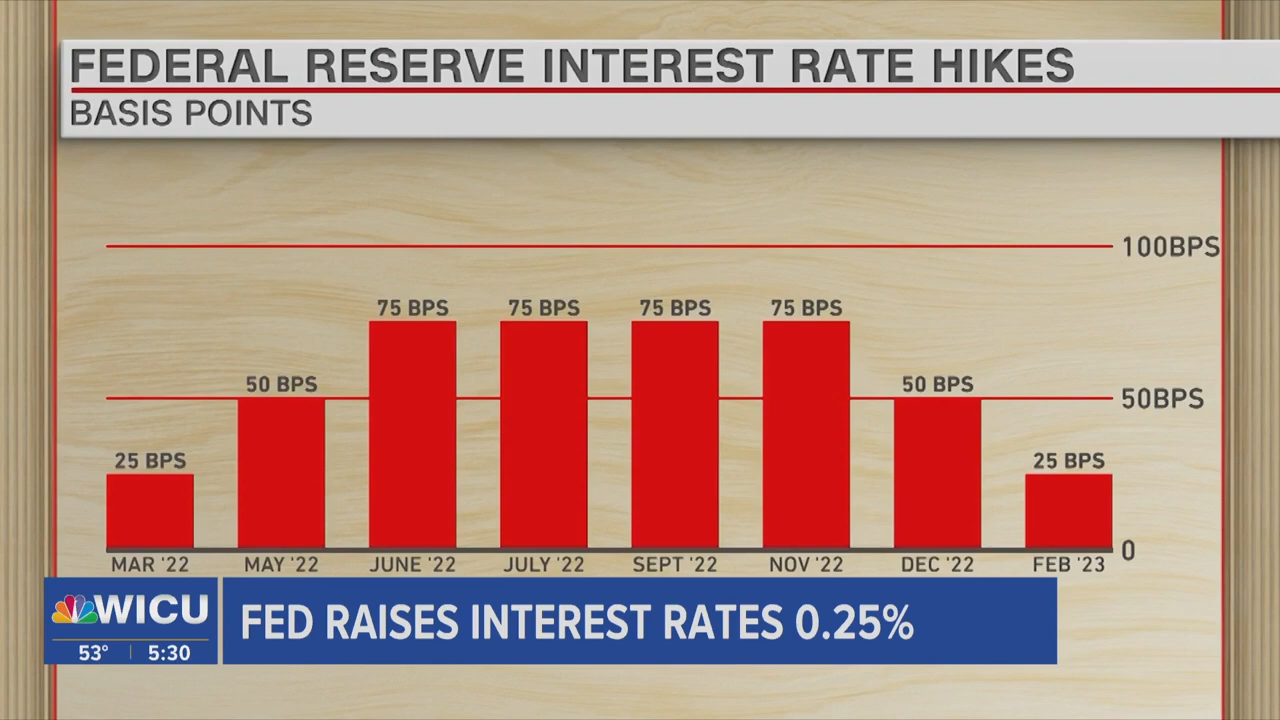 FEDERAL RESERVE INTEREST RATE HIKES
BASIS POINTS
100BPS
75 BPS 75 BPS 75 BPS 75 BPS
50 BPS 50 BPS
50BPS
25 BPS 25 BPS
0
MAR '22 MAY '22 JUNE '22 JULY '22 SEPT '22 NOV '22 DEC '22 FEB '23
WICU
53° 5:30
FED RAISES INTEREST RATES 0.25%